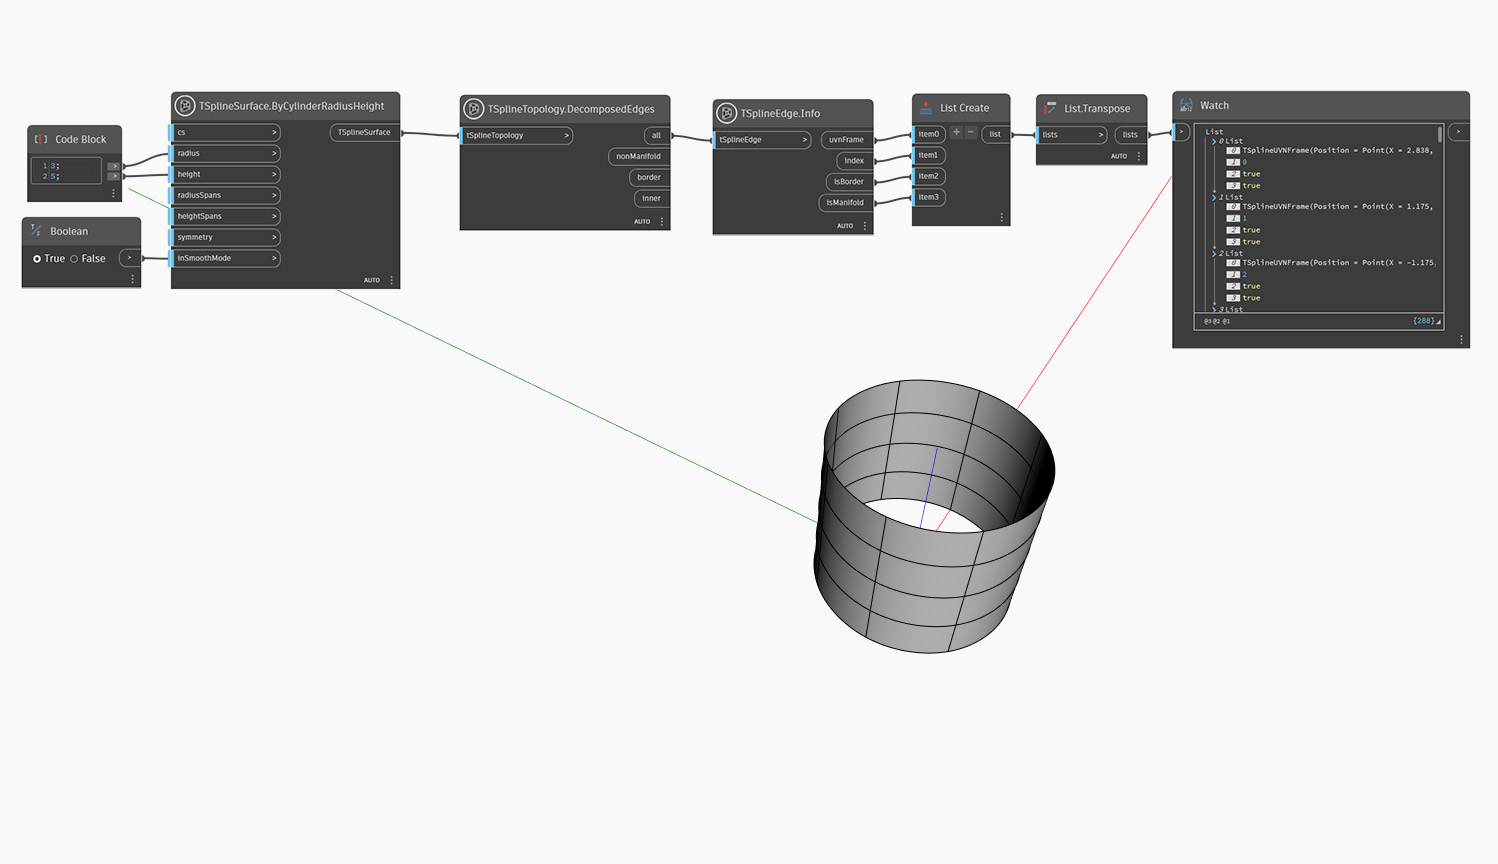 Code Block
1 3;
2 5;
>
>
Boolean
True False
>
TSplineSurface.ByCylinderRadiusHeight
cs >
TSplineSurface
radius >
height >
radiusSpans >
heightSpans >
symmetry >
inSmoothMode >
AUTO
TSplineTopology.DecomposedEdges
tSplineTopology >
all
nonManifold
border
inner
AUTO
TSplineEdge.Info
tSplineEdge >
uvnFrame
index
isBorder
isManifold
AUTO
List Create
item0 + - list
item1
item2
item3
List.Transpose
lists > lists
AUTO
Watch
>
>
List
0 List
0 TSplineUVNFrame(Position = Point(X = 2.838,
1 0
2 true
3 true
1 List
0 TSplineUVNFrame(Position = Point(X = 1.175,
1 1
2 true
3 true
2 List
0 TSplineUVNFrame(Position = Point(X = -1.175,
1 2
2 true
3 true
3 List
@3 @2 @1 {288}